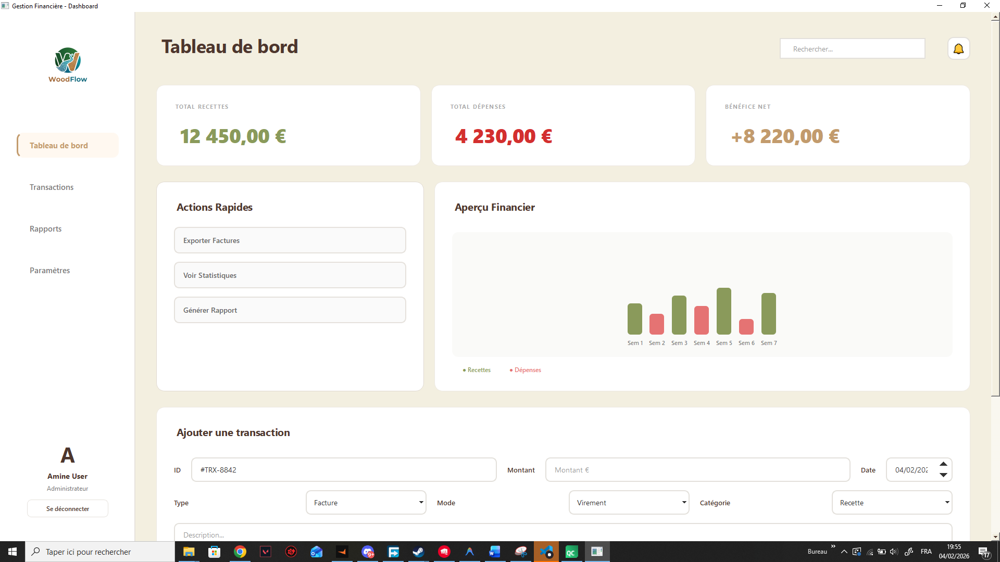 Gestion Financière - Dashboard
WoodFlow
Tableau de bord
Transactions
Rapports
Paramètres
A
Amine User
Administrateur
Se déconnecter
Tableau de bord
Rechercher...
TOTAL RECETTES
12 450,00 €
TOTAL DÉPENSES
4 230,00 €
BÉNÉFICE NET
+8 220,00 €
Actions Rapides
Exporter Factures
Voir Statistiques
Générer Rapport
Aperçu Financier
Sem 1 Sem 2 Sem 3 Sem 4 Sem 5 Sem 6 Sem 7
• Recettes • Dépenses
Ajouter une transaction
ID #TRX-8842 Montant Montant € Date 04/02/202
Type Facture Mode Virement Catégorie Recette
Description...
Taper ici pour rechercher
9+
QC
Bureau
FRA
19:55
04/02/2026
17